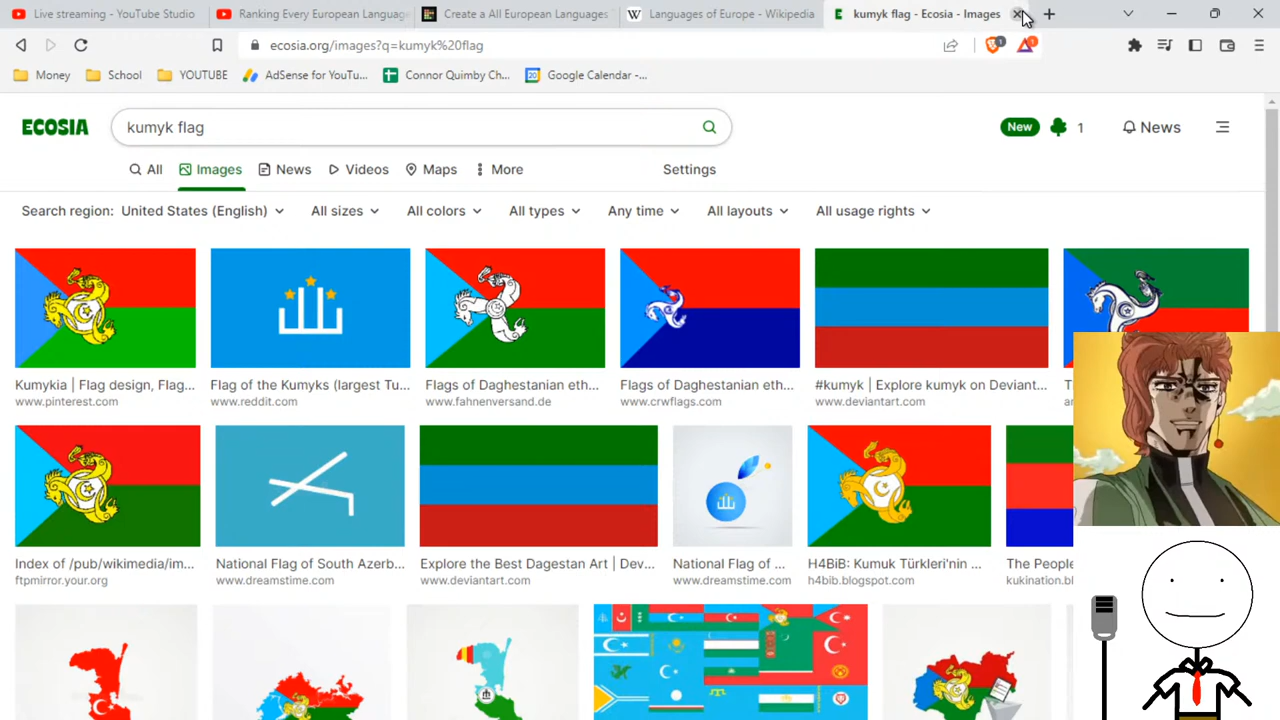 Live streaming - YouTube Studio
Ranking Every European Languag
Create a All European Languages
Languages of Europe - Wikipedia
kumyk flag - Ecosia - Images
ecosia.org/images?q=kumyk%20flag
1
1
Money
School
YOUTUBE
AdSense for YouTu...
Connor Quimby Ch...
20
Google Calendar -...
ECOSIA
kumyk flag
New
1
News
All
Images
News
Videos
Maps
More
Settings
Search region: United States (English)
All sizes
All colors
All types
Any time
All layouts
All usage rights
Kumykia | Flag design, Flag...
www.pinterest.com
Flag of the Kumyks (largest Tu...
www.reddit.com
Flags of Daghestanian eth...
www.fahnenversand.de
Flags of Daghestanian eth...
www.crwflags.com
#kumyk | Explore kumyk on Deviant...
www.deviantart.com
Index of /pub/wikimedia/im...
ftpmirror.your.org
National Flag of South Azerb...
www.dreamstime.com
Explore the Best Dagestan Art | Dev...
www.deviantart.com
National Flag of ...
www.dreamstime.com
H4BiB: Kumuk Türkleri'nin ...
h4bib.blogspot.com
The People
kukination.bl